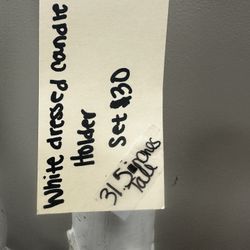 White dressed candle
Holder
Set $30
31.5 inches
Tall